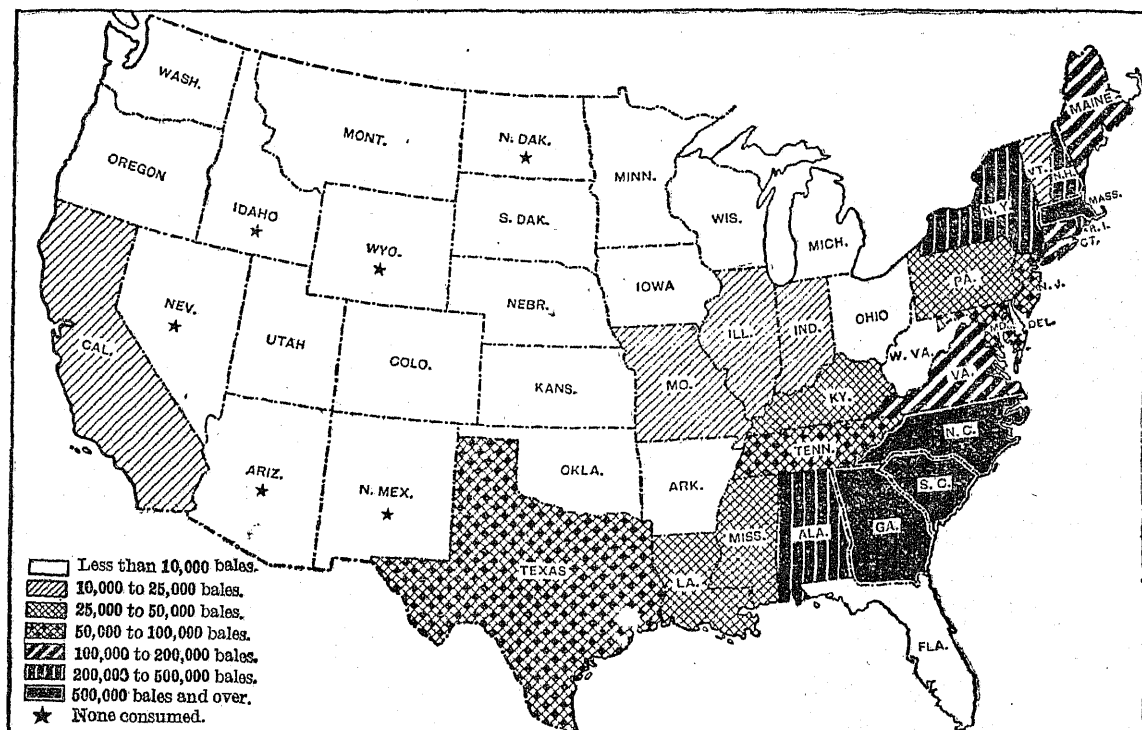 WASH.
MONT.
N. DAK.
★
MINN.
MAINE
OREGON
IDAHO
★
S. DAK.
WIS.
MICH.
VT.
N.H.
MASS.
N.Y.
R.I.
CT.
WYO.
★
NEBR.
IOWA
PA.
N.J.
NEV.
★
UTAH
COLO.
KANS.
MO.
ILL.
IND.
OHIO
W. VA.
MD.
DEL.
VA.
CAL.
KY.
TENN.
N.C.
ARIZ.
★
N. MEX.
★
OKLA.
ARK.
S.C.
MISS.
ALA.
GA.
TEXAS
LA.
FLA.
Less than 10,000 bales.
10,000 to 25,000 bales.
25,000 to 50,000 bales.
50,000 to 100,000 bales.
100,000 to 200,000 bales.
200,000 to 500,000 bales.
500,000 bales and over.
★ None consumed.